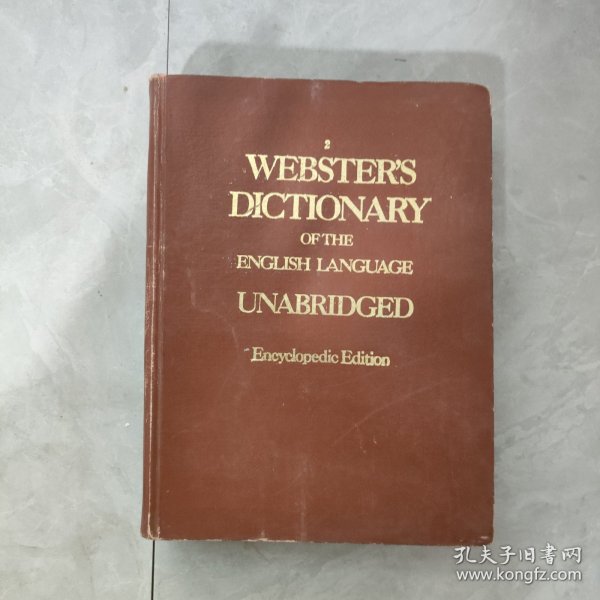 2
WEBSTER'S
DICTIONARY
OF THE
ENGLISH LANGUAGE
UNABRIDGED
Encyclopedic Edition
孔夫子旧书网
www.kongfz.com